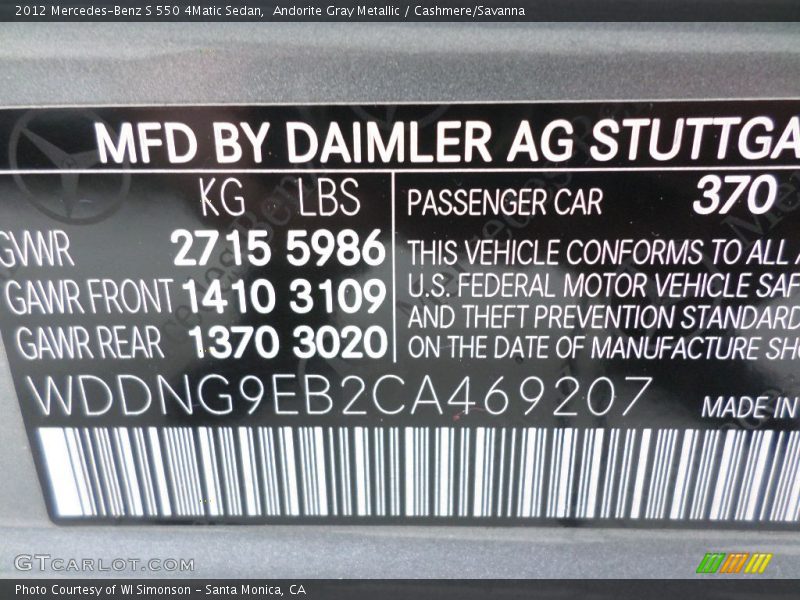 2012 Mercedes-Benz S 550 4Matic Sedan, Andorite Gray Metallic / Cashmere/Savanna
MFD BY DAIMLER AG STUTTGA
KG LBS
GVWR 2715 5986
GAWR FRONT 1410 3109
GAWR REAR 1370 3020
PASSENGER CAR 370
THIS VEHICLE CONFORMS TO ALL A
U.S. FEDERAL MOTOR VEHICLE SAF
AND THEFT PREVENTION STANDARD
ON THE DATE OF MANUFACTURE SH
WDDNG9EB2CA469207
MADE IN
GTCARLOT.COM
Photo Courtesy of WI Simonson - Santa Monica, CA